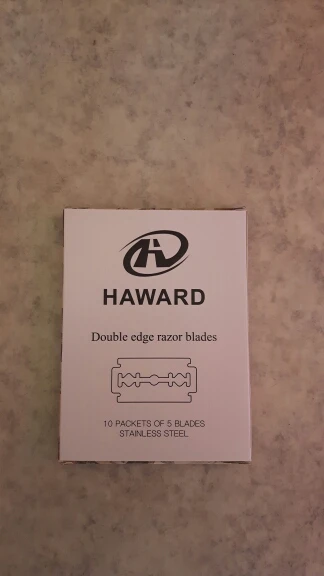 HAWARD
Double edge razor blades
10 PACKETS OF 5 BLADES
STAINLESS STEEL